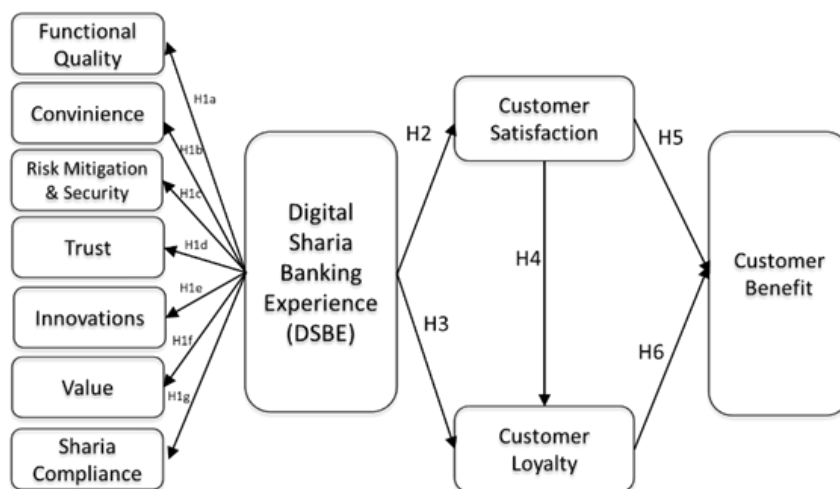 Functional
Quality
H1a
Convinience
H1b
Risk Mitigation
& Security
H1c
Trust
H1d
Innovations
H1e
Value
H1f
Sharia
Compliance
H1g
Digital
Sharia
Banking
Experience
(DSBE)
H2
H3
Customer
Satisfaction
H4
Customer
Loyalty
H5
H6
Customer
Benefit